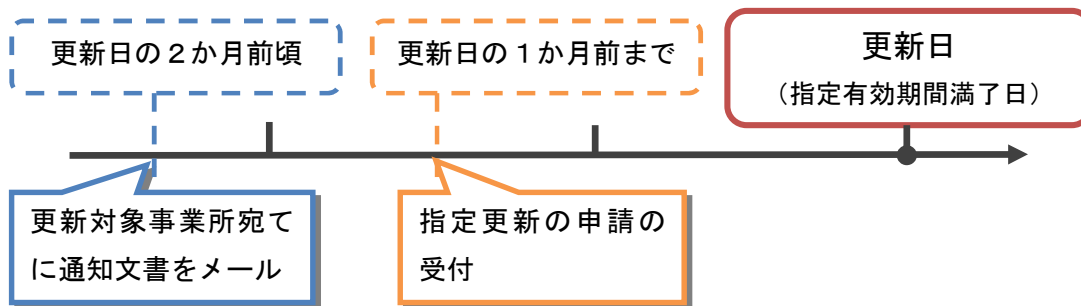 更新日の２か月前頃
更新日の１か月前まで
更新日
（指定有効期間満了日）
更新対象事業所宛て
に通知文書をメール
指定更新の申請の
受付